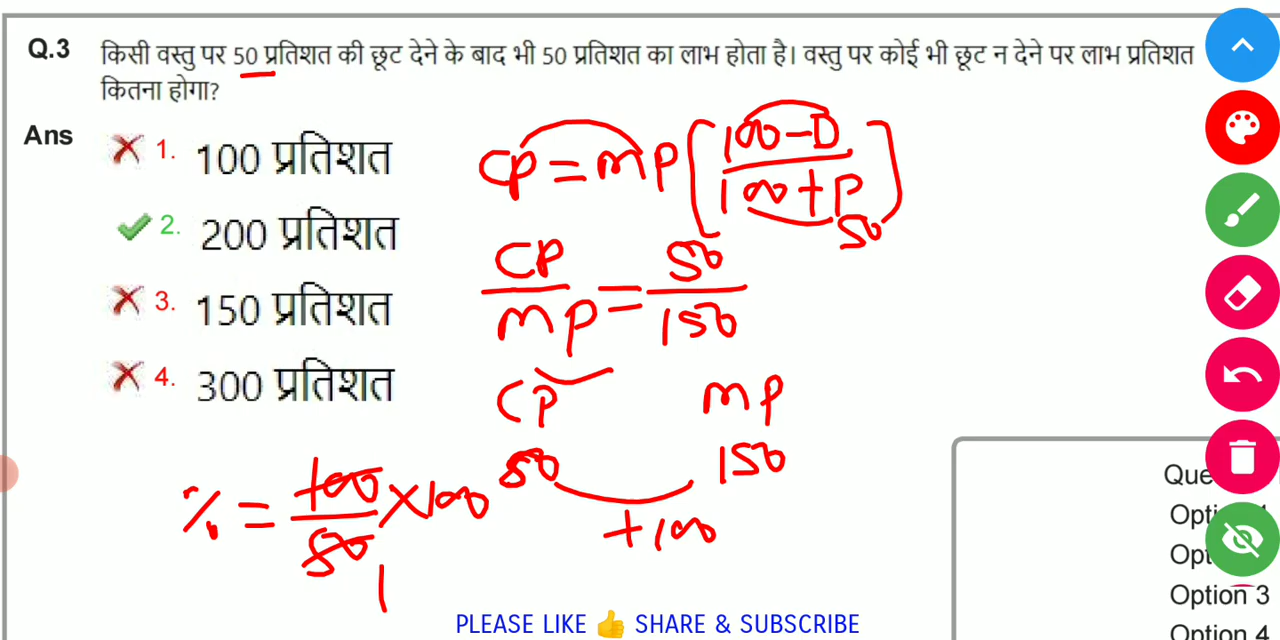 Q.3 किसी वस्तु पर 50 प्रतिशत की छूट देने के बाद भी 50 प्रतिशत का लाभ होता है। वस्तु पर कोई भी छूट न देने पर लाभ प्रतिशत
कितना होगा?
Ans
1. 100 प्रतिशत
2. 200 प्रतिशत
3. 150 प्रतिशत
4. 300 प्रतिशत
CP = MP [100-D
100+P]
50
CP
MP = 50
150
CP MP
50 150
+100
% = 100
50 × 100
Option 3
Option 4
PLEASE LIKE 👍 SHARE & SUBSCRIBE